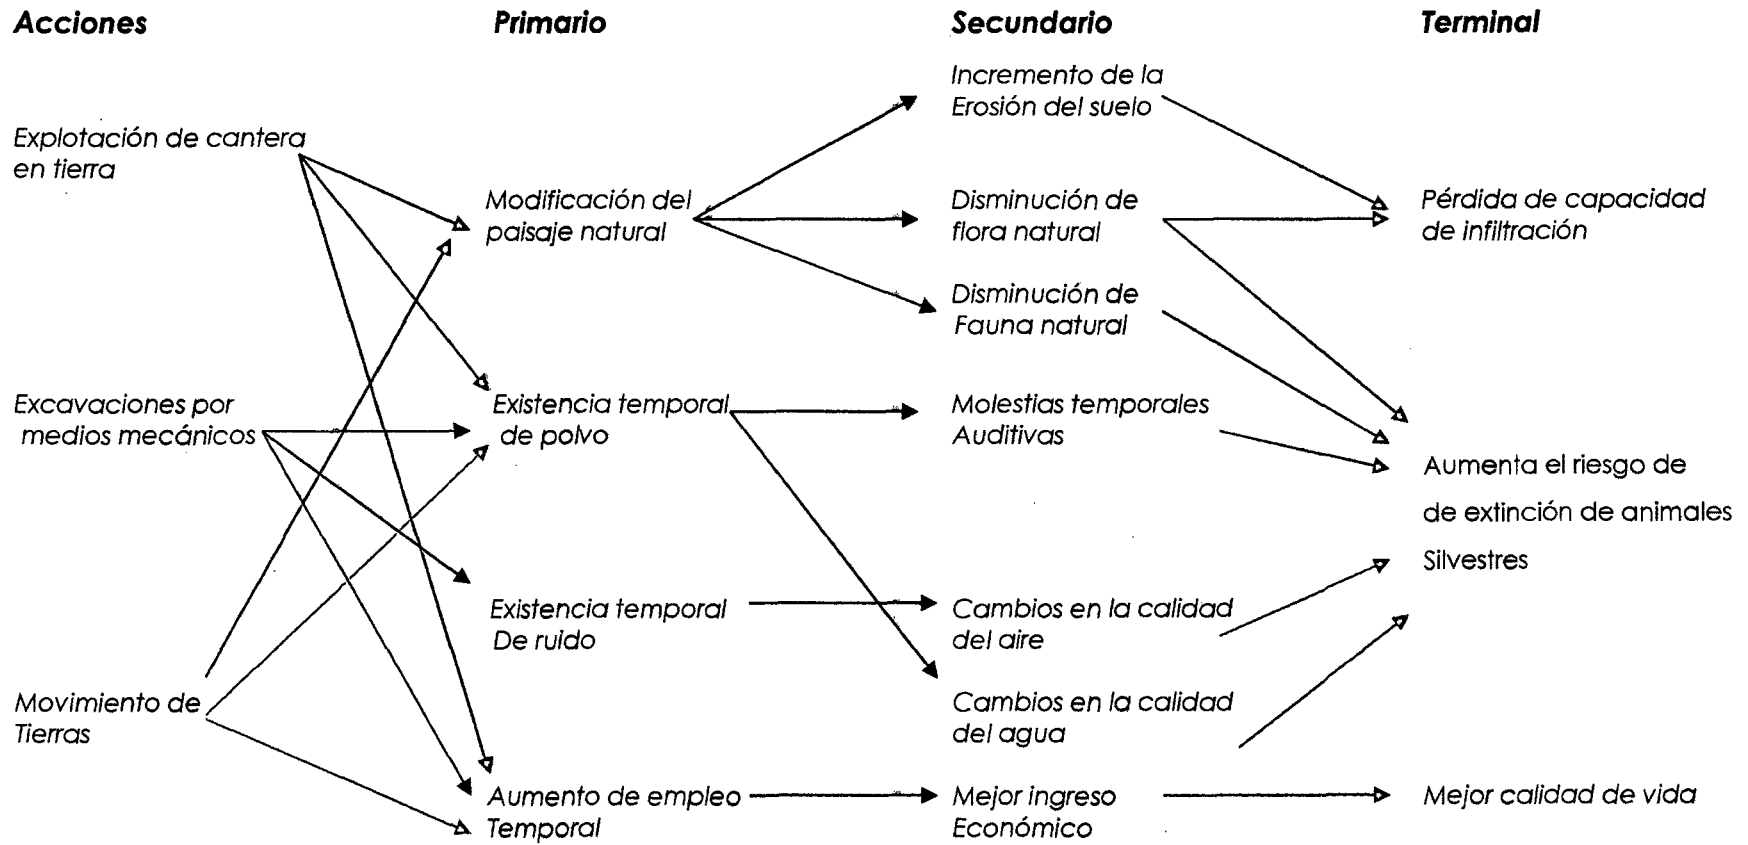 Acciones
Primario
Secundario
Terminal
Explotación de cantera
en tierra
Excavaciones por
medios mecánicos
Movimiento de
Tierras
Modificación del
paisaje natural
Existencia temporal
de polvo
Existencia temporal
De ruido
Aumento de empleo
Temporal
Incremento de la
Erosión del suelo
Disminución de
flora natural
Disminución de
Fauna natural
Molestias temporales
Auditivas
Cambios en la calidad
del aire
Cambios en la calidad
del agua
Mejor ingreso
Económico
Pérdida de capacidad
de infiltración
Aumenta el riesgo de
de extinción de animales
Silvestres
Mejor calidad de vida